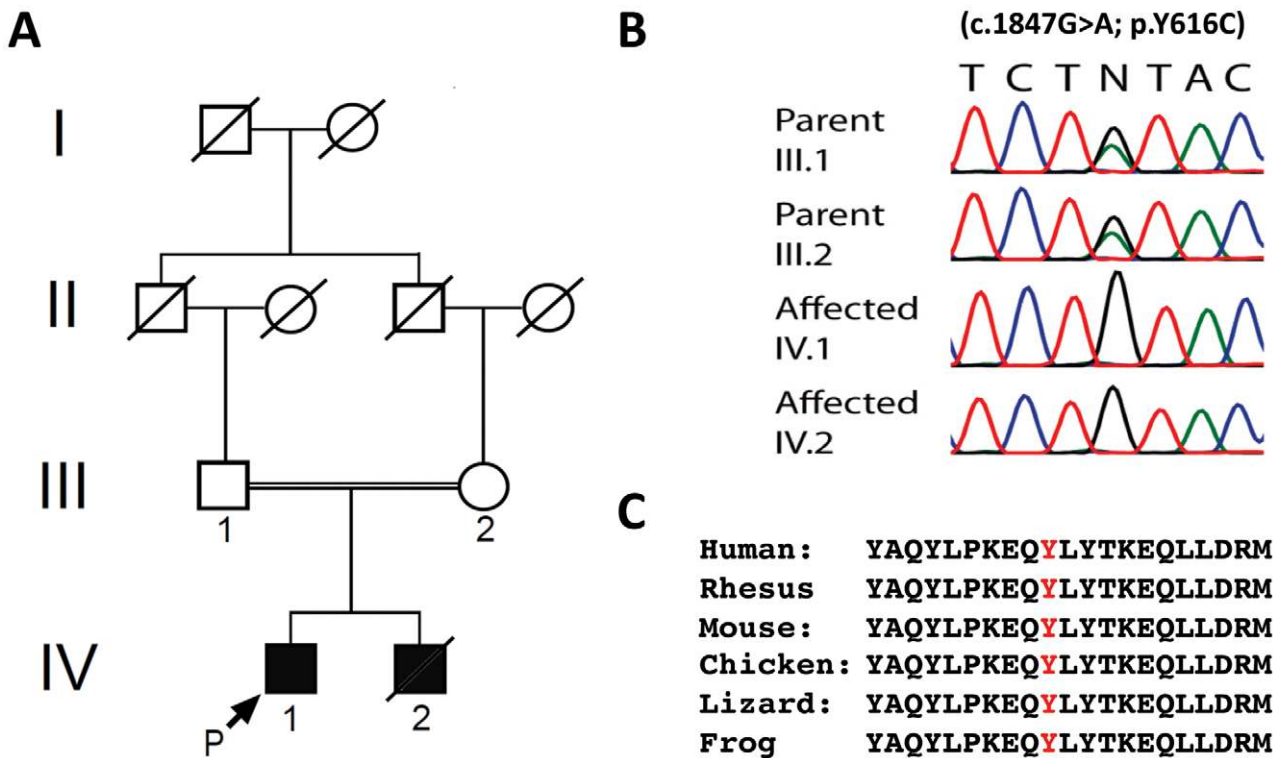 A
I
II
III
1
2
IV
P
1
2
B
(c.1847G>A; p.Y616C)
T C T N T A C
Parent
III.1
Parent
III.2
Affected
IV.1
Affected
IV.2
C
Human: YAQYLPKEQYLYTKEQLLDRM
Rhesus YAQYLPKEQYLYTKEQLLDRM
Mouse: YAQYLPKEQYLYTKEQLLDRM
Chicken: YAQYLPKEQYLYTKEQLLDRM
Lizard: YAQYLPKEQYLYTKEQLLDRM
Frog YAQYLPKEQYLYTKEQLLDRM